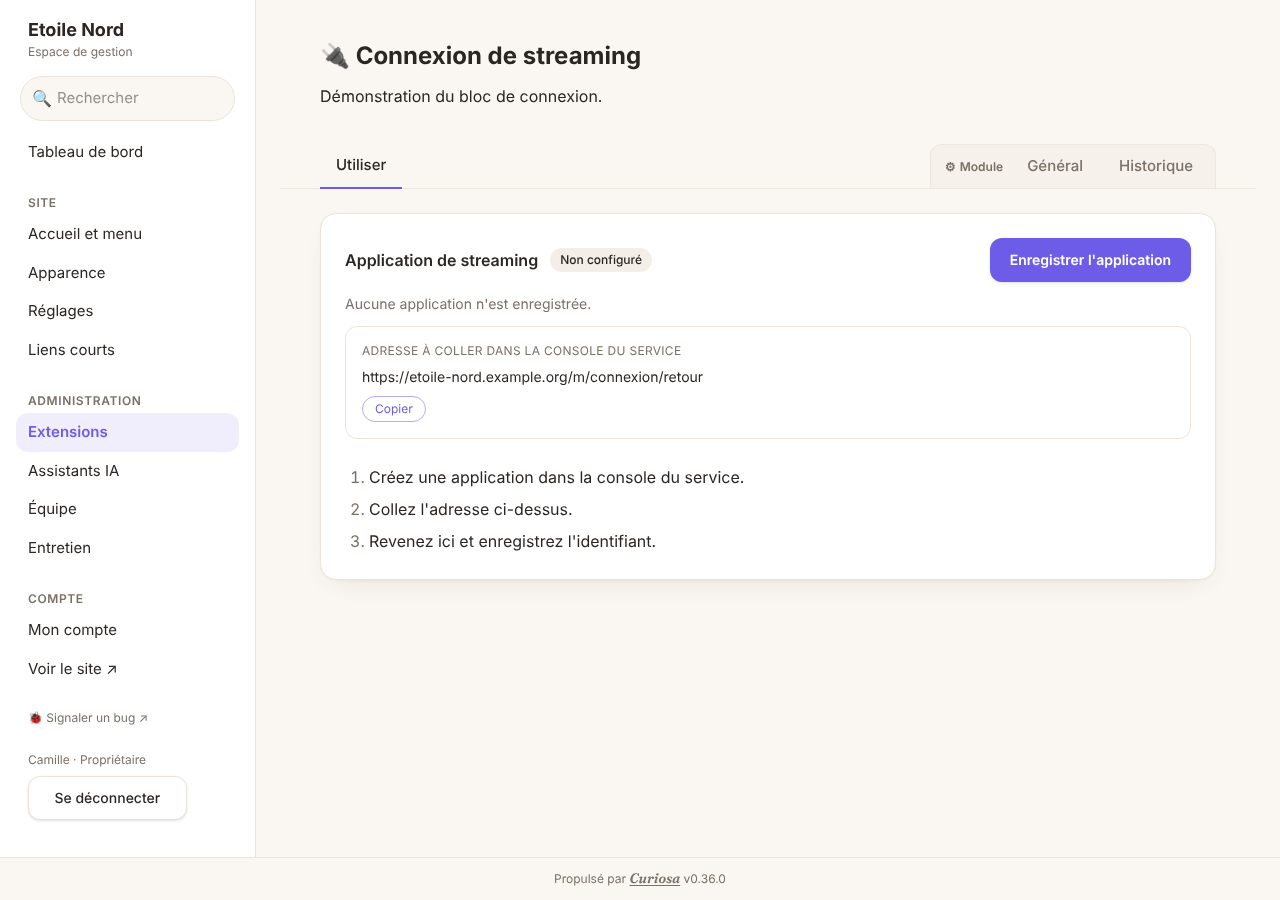 Etoile Nord
Espace de gestion
Rechercher
Tableau de bord
SITE
Accueil et menu
Apparence
Réglages
Liens courts
ADMINISTRATION
Extensions
Assistants IA
Équipe
Entretien
COMPTE
Mon compte
Voir le site ↗
Signaler un bug ↗
Camille · Propriétaire
Se déconnecter
Connexion de streaming
Démonstration du bloc de connexion.
Utiliser
Module
Général
Historique
Application de streaming
Non configuré
Enregistrer l'application
Aucune application n'est enregistrée.
ADRESSE À COLLER DANS LA CONSOLE DU SERVICE
https://etoile-nord.example.org/m/connexion/retour
Copier
1. Créez une application dans la console du service.
2. Collez l'adresse ci-dessus.
3. Revenez ici et enregistrez l'identifiant.
Propulsé par Curiosa v0.36.0